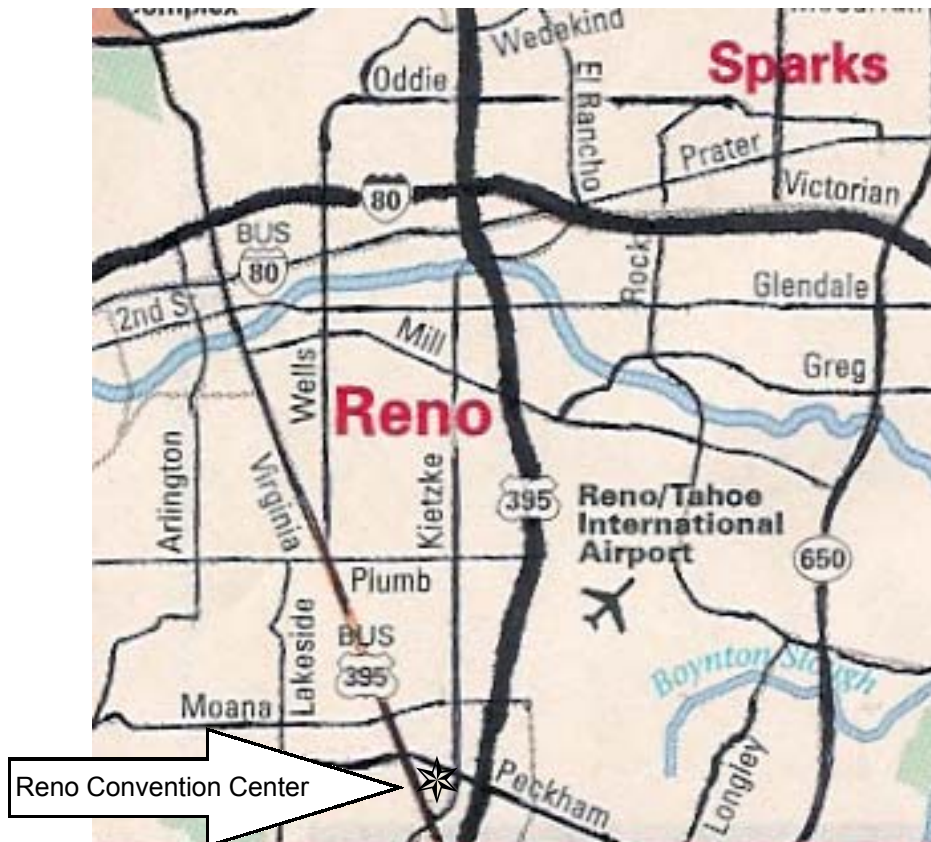 Complex
Wedekind
McCarran
Sparks
Oddie
El Rancho
Prater
80
Victorian
BUS
80
Rock
Glendale
2nd St
Mill
Greg
Wells
Reno
Arlington
Virginia
Kietzke
395
Reno/Tahoe
International
Airport
650
Plumb
Lakeside
BUS
395
Boynton Slough
Moana
Reno Convention Center
Peckham
Longley